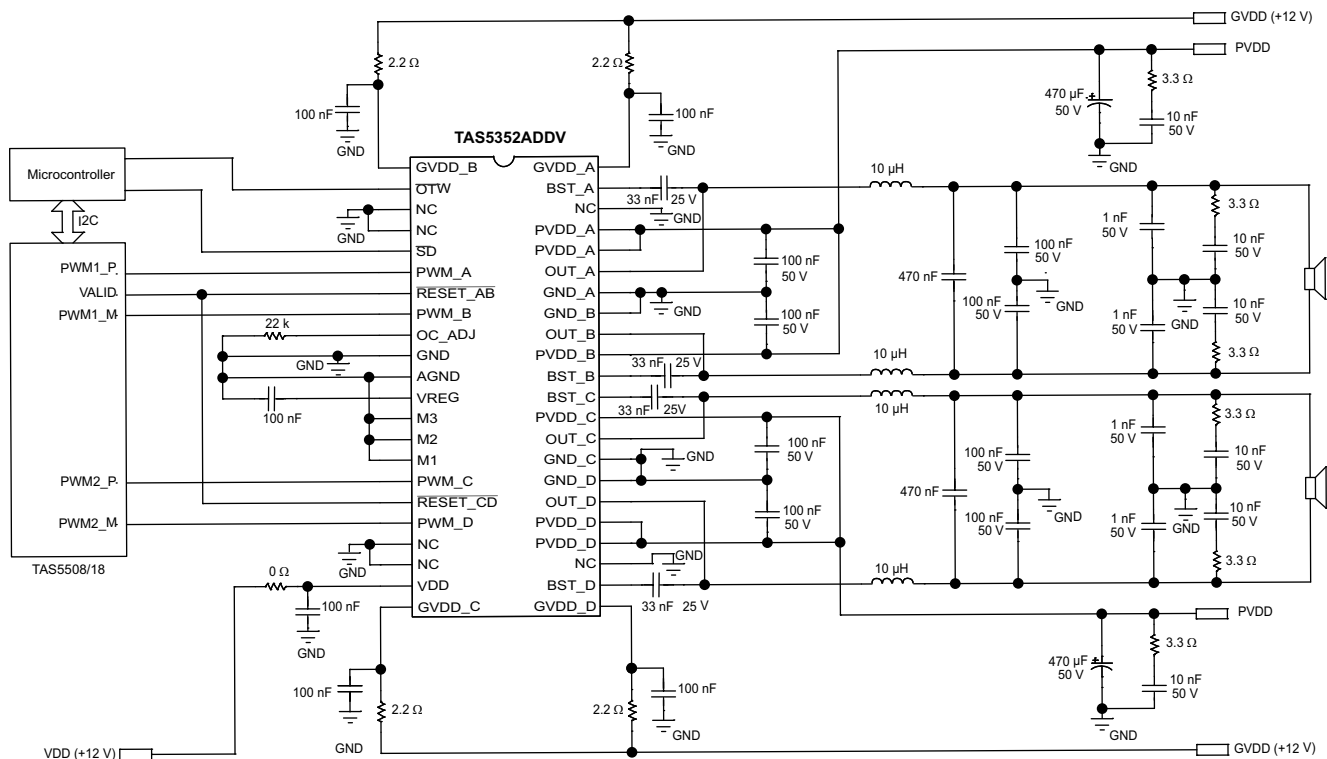 GVDD (+12 V)
PVDD
2.2 Ω
2.2 Ω
3.3 Ω
470 µF
50 V
100 nF
100 nF
10 nF
50 V
GND
GND
GND
TAS5352ADDV
Microcontroller
I2C
GVDD_B
OTW
NC
NC
SD
PWM_A
RESET_AB
PWM_B
OC_ADJ
GND
AGND
VREG
M3
M2
M1
PWM_C
RESET_CD
PWM_D
NC
NC
VDD
GVDD_C
GVDD_A
BST_A
NC
PVDD_A
PVDD_A
OUT_A
GND_A
GND_B
OUT_B
PVDD_B
BST_B
BST_C
PVDD_C
OUT_C
GND_C
GND_D
OUT_D
PVDD_D
PVDD_D
NC
BST_D
GVDD_D
PWM1_P
VALID
PWM1_M
PWM2_P
PWM2_M
TAS5508/18
GND
22 k
GND
100 nF
GND
0 Ω
100 nF
GND
33 nF 25 V
GND
100 nF
50 V
GND
100 nF
50 V
33 nF 25 V
33 nF 25V
100 nF
50 V
GND
100 nF
50 V
GND
33 nF 25 V
10 µH
10 µH
10 µH
10 µH
470 nF
100 nF
50 V
100 nF
50 V
GND
1 nF
50 V
1 nF
50 V
GND
3.3 Ω
10 nF
50 V
10 nF
50 V
3.3 Ω
470 nF
100 nF
50 V
100 nF
50 V
GND
1 nF
50 V
1 nF
50 V
GND
3.3 Ω
10 nF
50 V
10 nF
50 V
3.3 Ω
PVDD
3.3 Ω
470 µF
50 V
10 nF
50 V
GND
100 nF
2.2 Ω
GND
100 nF
2.2 Ω
GND
VDD (+12 V)
GVDD (+12 V)